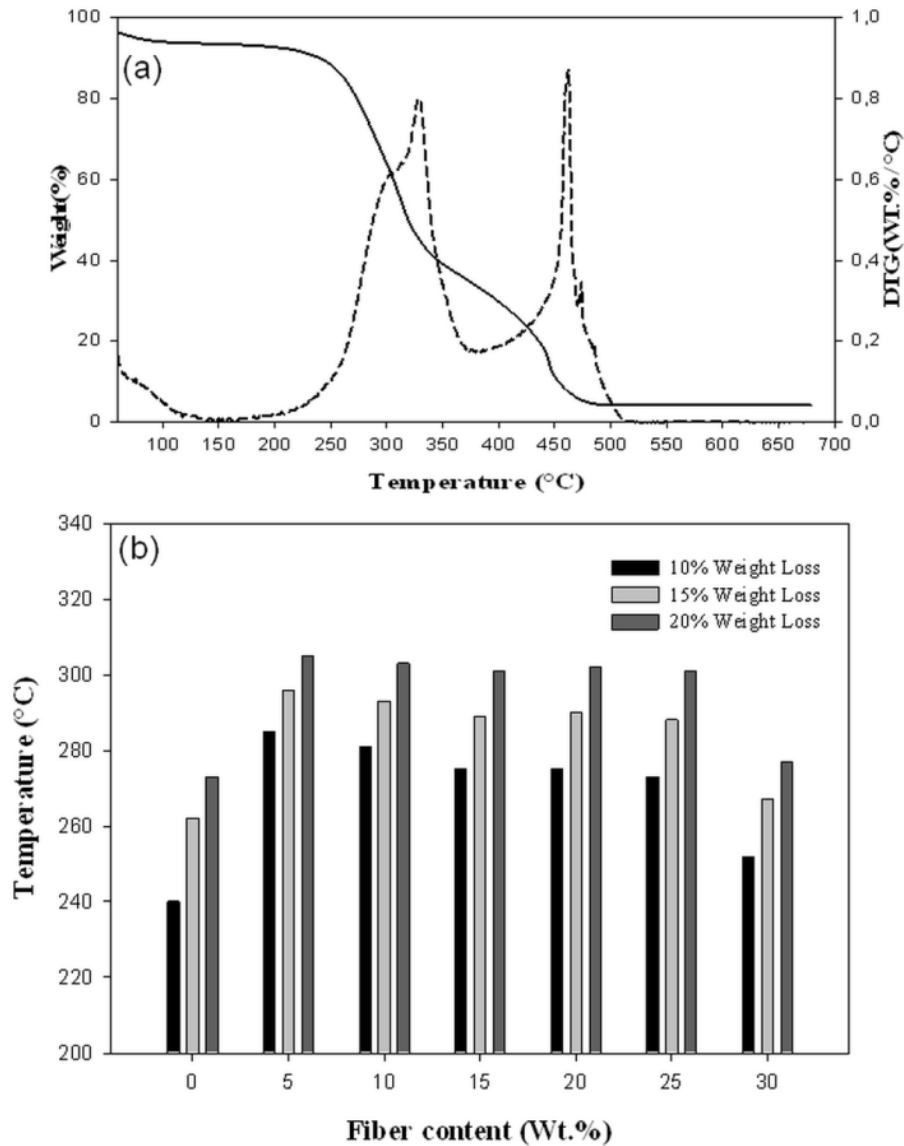 (a)
100
80
60
40
20
0
Weight(%)
1,0
0,8
0,6
0,4
0,2
0,0
DTG(Wt.%/°C)
100 150 200 250 300 350 400 450 500 550 600 650 700
Temperature (°C)
(b)
340
320
300
280
260
240
220
200
Temperature (°C)
10% Weight Loss
15% Weight Loss
20% Weight Loss
0 5 10 15 20 25 30
Fiber content (Wt.%)